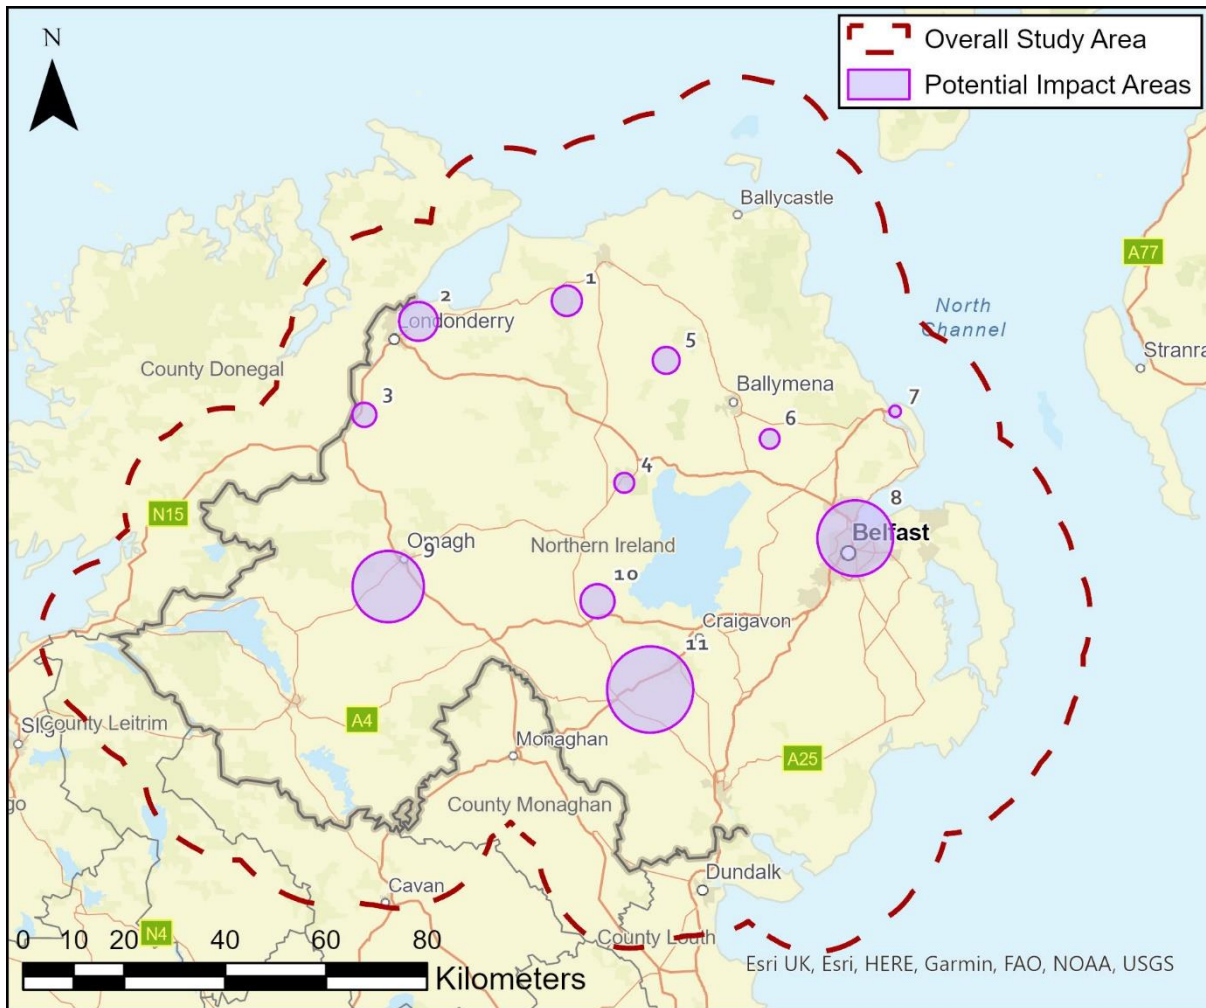 N
Overall Study Area
Potential Impact Areas
Ballycastle
A77
1
2
North
Channel
Londonderry
5
Stranra
County Donegal
Ballymena
3
7
6
4
8
N15
Belfast
Omagh
9
Northern Ireland
10
Craigavon
11
County Leitrim
A4
Monaghan
A25
County Monaghan
Dundalk
Cavan
N4
County Louth
0 10 20 40 60 80
Kilometers
Esri UK, Esri, HERE, Garmin, FAO, NOAA, USGS